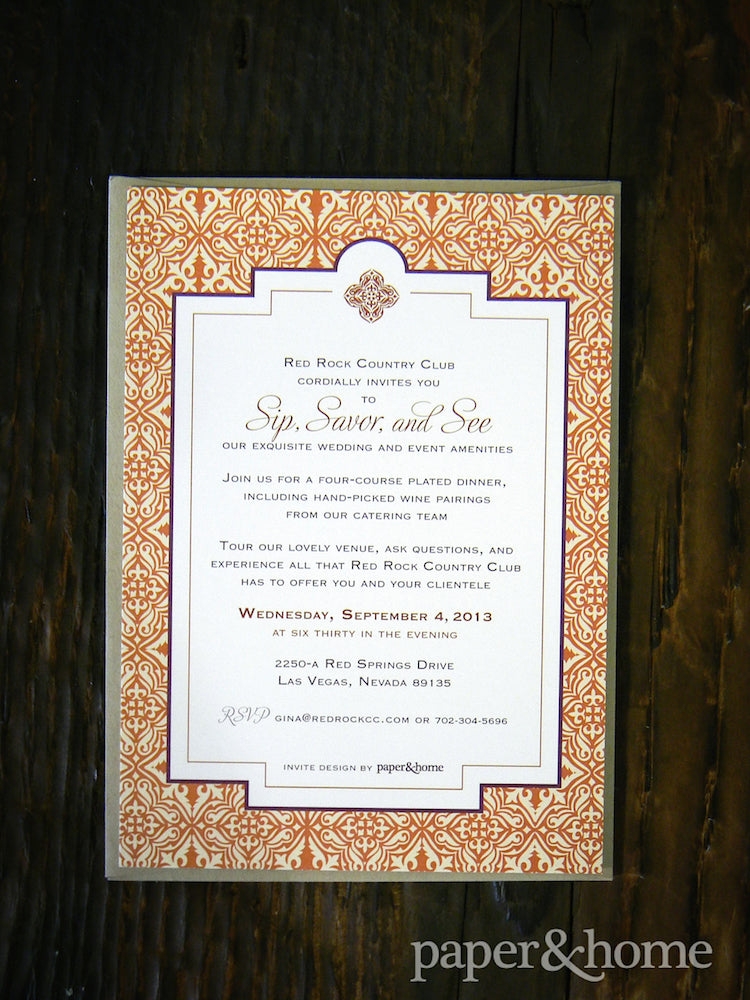 Red Rock Country Club
cordially invites you
to
Sip, Savor, and See
our exquisite wedding and event amenities
Join us for a four-course plated dinner,
including hand-picked wine pairings
from our catering team
Tour our lovely venue, ask questions, and
experience all that Red Rock Country Club
has to offer you and your clientele
Wednesday, September 4, 2013
at six thirty in the evening
2250-A Red Springs Drive
Las Vegas, Nevada 89135
RSVP gina@redrockcc.com or 702-304-5696
invite design by paper&home
paper&home